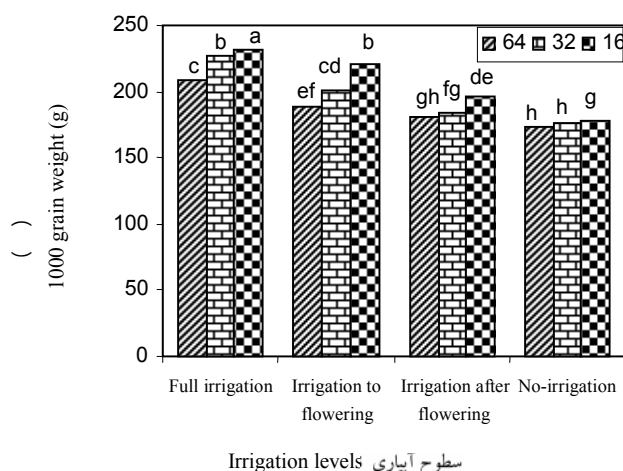 250
64 32 16
a
b
b
c
200
cd
ef
de
gh fg
h h g
150
100
50
0
( )
1000 grain weight (g)
Full irrigation
Irrigation to flowering
Irrigation after flowering
No-irrigation
Irrigation levels سطوح آبیاری